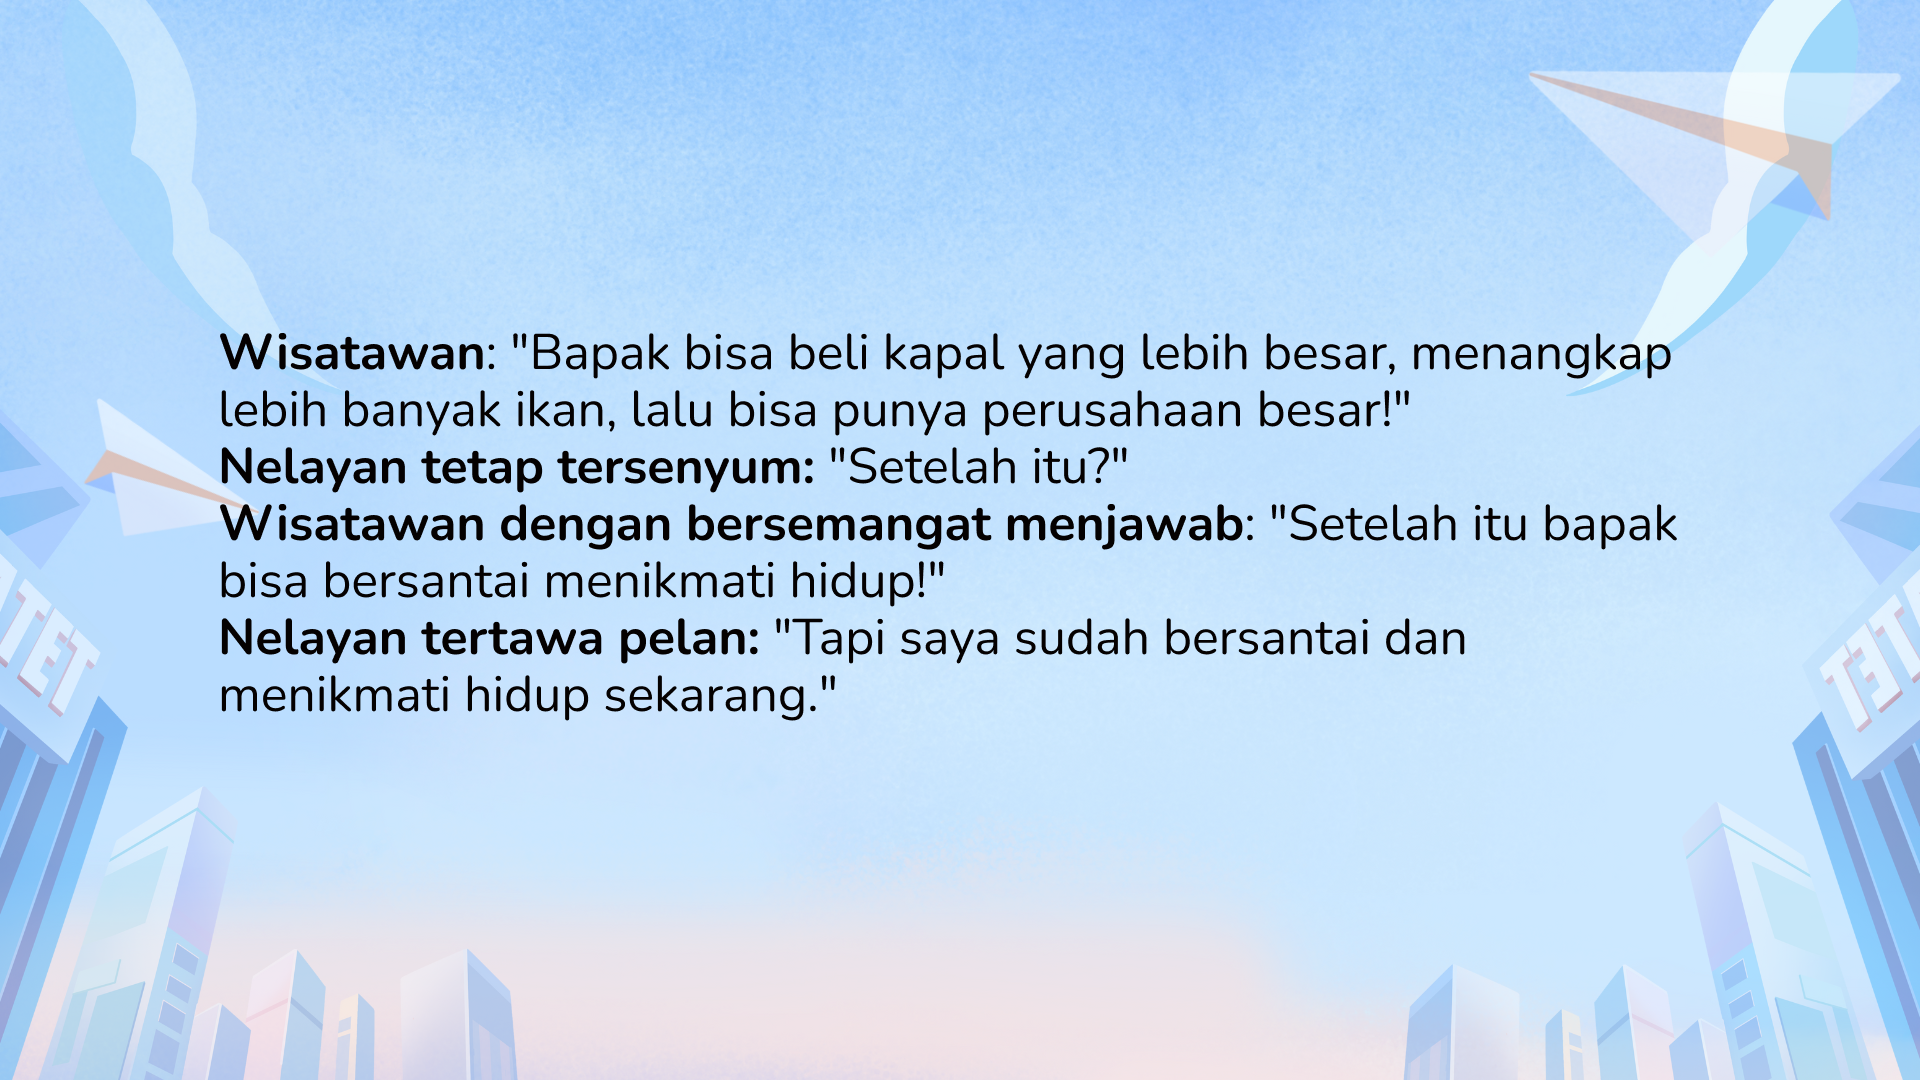 Wisatawan: "Bapak bisa beli kapal yang lebih besar, menangkap
lebih banyak ikan, lalu bisa punya perusahaan besar!"
Nelayan tetap tersenyum: "Setelah itu?"
Wisatawan dengan bersemangat menjawab: "Setelah itu bapak
bisa bersantai menikmati hidup!"
Nelayan tertawa pelan: "Tapi saya sudah bersantai dan
menikmati hidup sekarang."